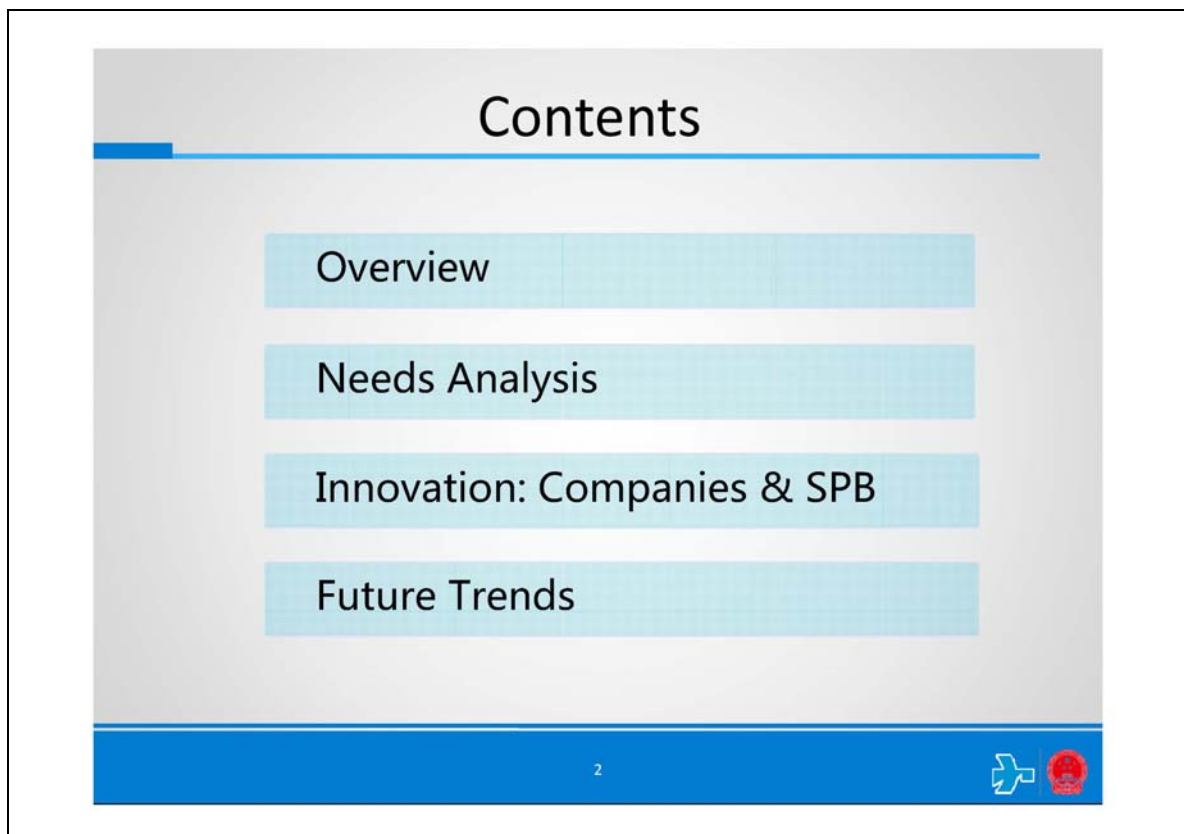 Contents
Overview
Needs Analysis
Innovation: Companies & SPB
Future Trends
2